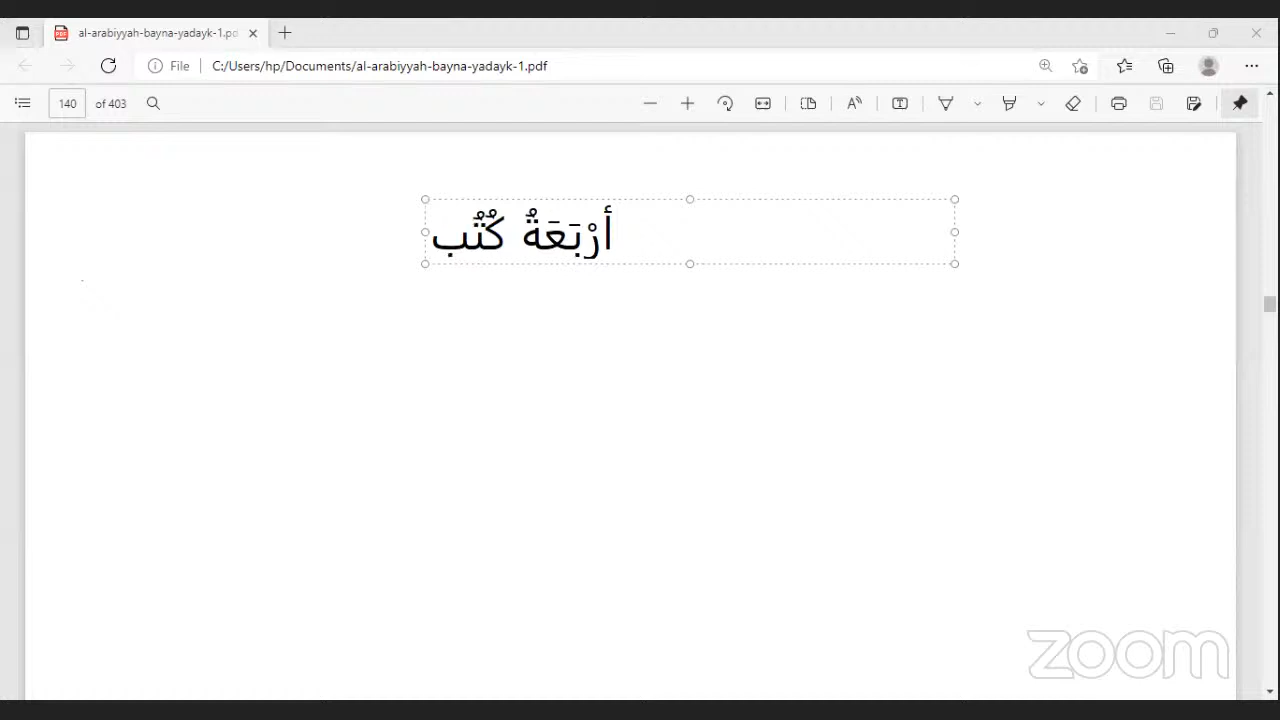 al-arabiyyah-bayna-yadayk-1.pd
File C:/Users/hp/Documents/al-arabiyyah-bayna-yadayk-1.pdf
140 of 403
أرْبَعَةُ كُتُب
zoom